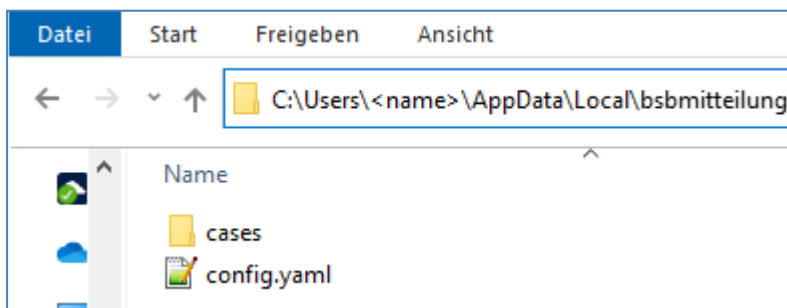 Datei Start Freigeben Ansicht
C:\Users\<name>\AppData\Local\bsbmitteilung
Name
cases
config.yaml